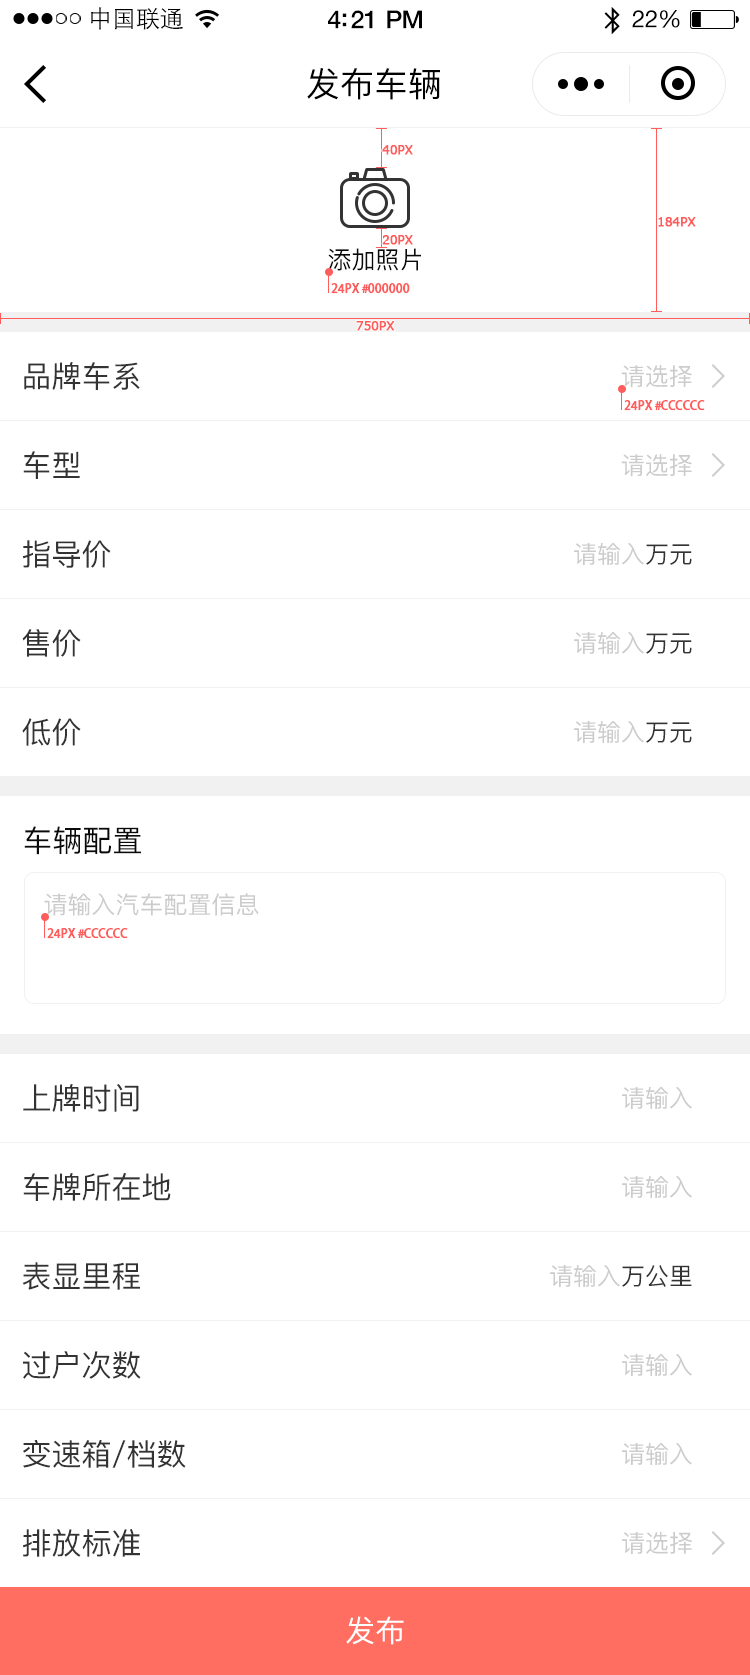 中国联通 4:21 PM 22%
发布车辆
40PX
184PX
20PX
添加照片
24PX #000000
750PX
品牌车系 请选择
24PX #CCCCCC
车型 请选择
指导价 请输入万元
售价 请输入万元
低价 请输入万元
车辆配置
请输入汽车配置信息
24PX #CCCCCC
上牌时间 请输入
车牌所在地 请输入
表显里程 请输入万公里
过户次数 请输入
变速箱/档数 请输入
排放标准 请选择
发布